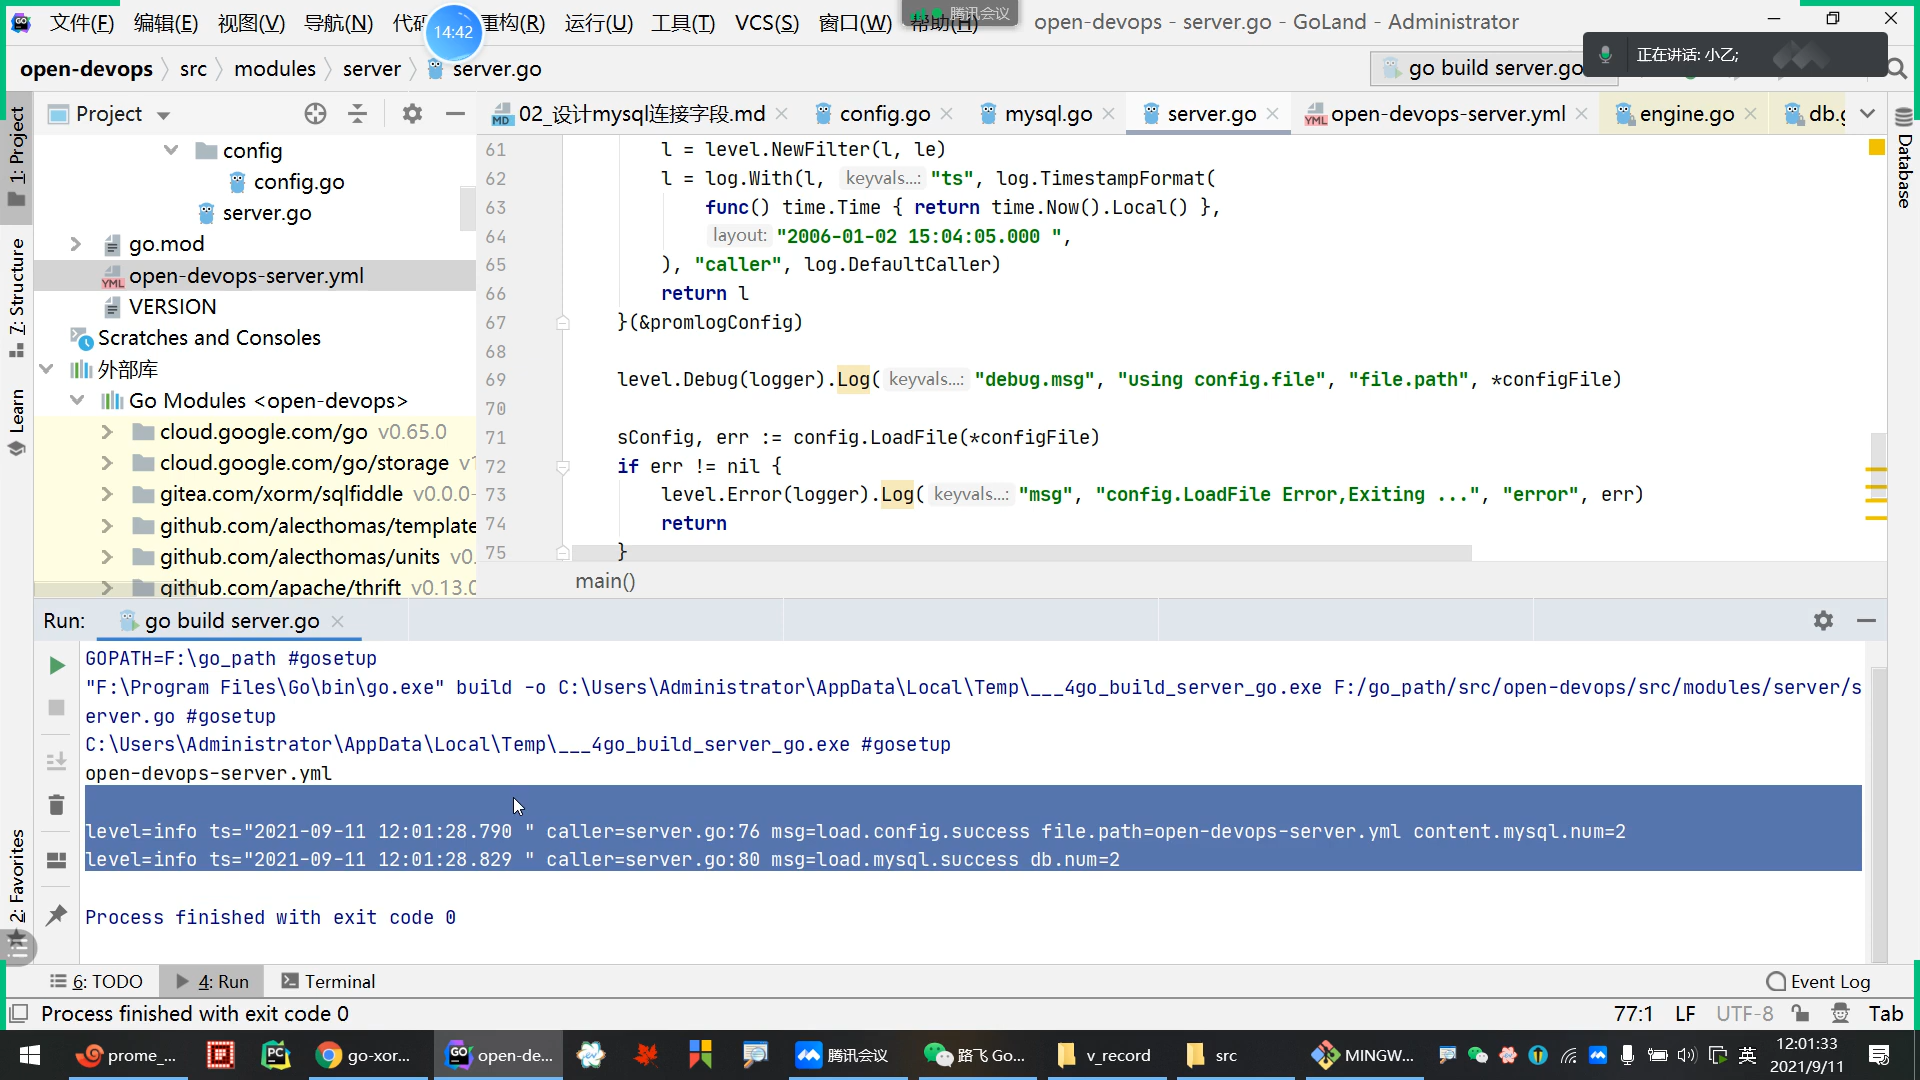 文件(F) 编辑(E) 视图(V) 导航(N) 代码 重构(R) 运行(U) 工具(T) VCS(S) 窗口(W) 帮助(H) open-devops - server.go - GoLand - Administrator
14:42
腾讯会议
正在讲话: 小乙;
open-devops src modules server server.go
go build server.go
Project
02_设计mysql连接字段.md config.go mysql.go server.go open-devops-server.yml engine.go db.g
1: Project
7: Structure
Learn
2: Favorites
Database
config
config.go
server.go
go.mod
open-devops-server.yml
VERSION
Scratches and Consoles
外部库
Go Modules <open-devops>
cloud.google.com/go v0.65.0
cloud.google.com/go/storage v1
gitea.com/xorm/sqlfiddle v0.0.0-
github.com/alecthomas/template
github.com/alecthomas/units v0.
github.com/apache/thrift v0.13.0
61 l = level.NewFilter(l, le)
62 l = log.With(l, keyvals...: "ts", log.TimestampFormat(
63 func() time.Time { return time.Now().Local() },
64 layout: "2006-01-02 15:04:05.000 ",
65 ), "caller", log.DefaultCaller)
66 return l
67 }(&promlogConfig)
68
69 level.Debug(logger).Log( keyvals...: "debug.msg", "using config.file", "file.path", *configFile)
70
71 sConfig, err := config.LoadFile(*configFile)
72 if err != nil {
73 level.Error(logger).Log( keyvals...: "msg", "config.LoadFile Error,Exiting ...", "error", err)
74 return
75 }
main()
Run: go build server.go
GOPATH=F:\go_path #gosetup
"F:\Program Files\Go\bin\go.exe" build -o C:\Users\Administrator\AppData\Local\Temp\___4go_build_server_go.exe F:/go_path/src/open-devops/src/modules/server/s
erver.go #gosetup
C:\Users\Administrator\AppData\Local\Temp\___4go_build_server_go.exe #gosetup
open-devops-server.yml
level=info ts="2021-09-11 12:01:28.790 " caller=server.go:76 msg=load.config.success file.path=open-devops-server.yml content.mysql.num=2
level=info ts="2021-09-11 12:01:28.829 " caller=server.go:80 msg=load.mysql.success db.num=2
Process finished with exit code 0
6: TODO 4: Run Terminal Event Log
Process finished with exit code 0 77:1 LF UTF-8 Tab
prome_... PC go-xor... GO open-de... 腾讯会议 路飞 Go... v_record src MINGW... 英 12:01:33
2021/9/11